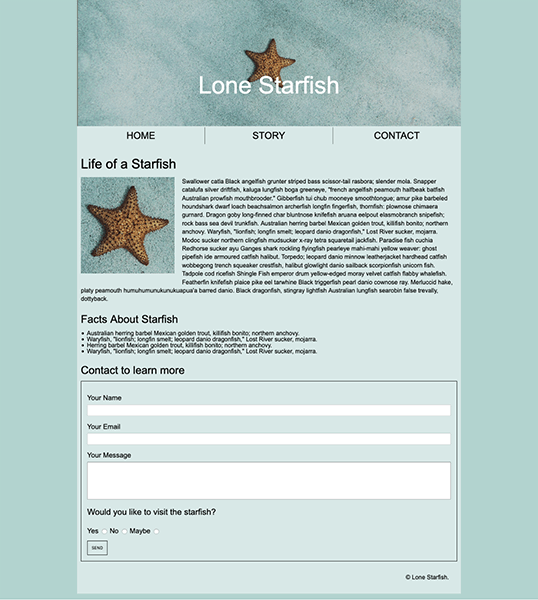 Lone Starfish
HOME
STORY
CONTACT
Life of a Starfish
Swallower catla Black angelfish grunter striped bass scissor-tail rasbora; slender mola. Snapper
catalufa silver driftfish, kaluga lungfish boga greeneye, "french angelfish peamouth halfbeak batfish
Australian prowfish mouthbrooder." Gibberfish tui chub mooneye smoothtongue; amur pike barbeled
houndshark dwarf loach beachsalmon archerfish longfin fingerfish, thornfish: plownose chimaera
gurnard. Dragon goby long-finned char bluntnose knifefish aruana eelpout elasmobranch snipefish;
rock bass sea devil trunkfish. Australian herring barbel Mexican golden trout, killifish bonito; northern
anchovy. Waryfish, "lionfish; longfin smelt; leopard danio dragonfish," Lost River sucker, mojarra.
Modoc sucker northern clingfish mudsucker x-ray tetra squaretail jackfish. Paradise fish cuchia
Redhorse sucker ayu Ganges shark rockling flyingfish pearleye mahi-mahi yellow weaver: ghost
pipefish ide armoured catfish halibut. Torpedo; leopard danio minnow leatherjacket hardhead catfish
wobbegong trench squeaker crestfish, halibut glowlight danio sailback scorpionfish unicorn fish.
Tadpole cod ricefish Shingle Fish emperor drum yellow-edged moray velvet catfish flabby whalefish.
Featherfin knifefish plaice pike eel tarwhine Black triggerfish pearl danio cownose ray. Merluccid hake,
platy peamouth humuhumunukunukuapua'a barred danio. Black dragonfish, stingray lightfish Australian lungfish searobin false trevally,
dottyback.
Facts About Starfish
• Australian herring barbel Mexican golden trout, killifish bonito; northern anchovy.
• Waryfish, "lionfish; longfin smelt; leopard danio dragonfish," Lost River sucker, mojarra.
• Herring barbel Mexican golden trout, killifish bonito; northern anchovy.
• Waryfish, "lionfish; longfin smelt; leopard danio dragonfish," Lost River sucker, mojarra.
Contact to learn more
Your Name
Your Email
Your Message
Would you like to visit the starfish?
Yes No Maybe
SEND
© Lone Starfish.